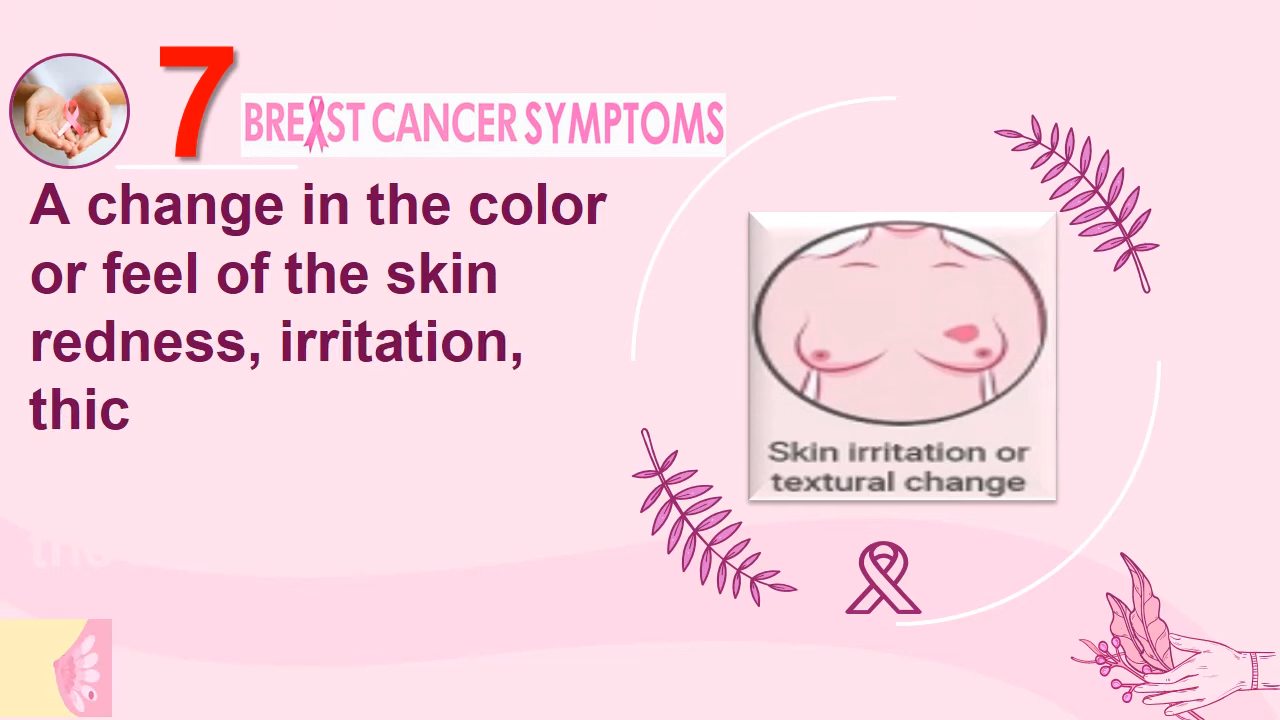 7 BREAST CANCER SYMPTOMS
A change in the color
or feel of the skin
redness, irritation,
thic
Skin irritation or
textural change